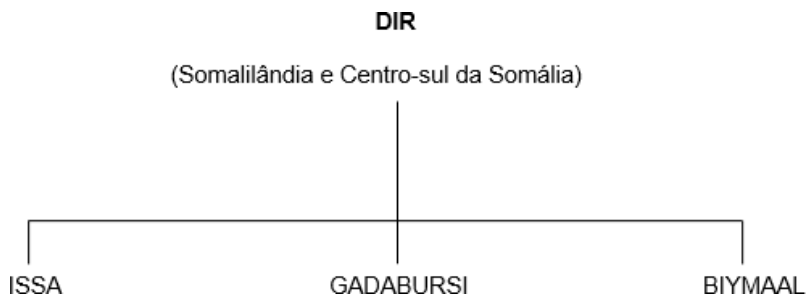 DIR
(Somalilândia e Centro-sul da Somália)
ISSA GADABURSI BIYMAAL